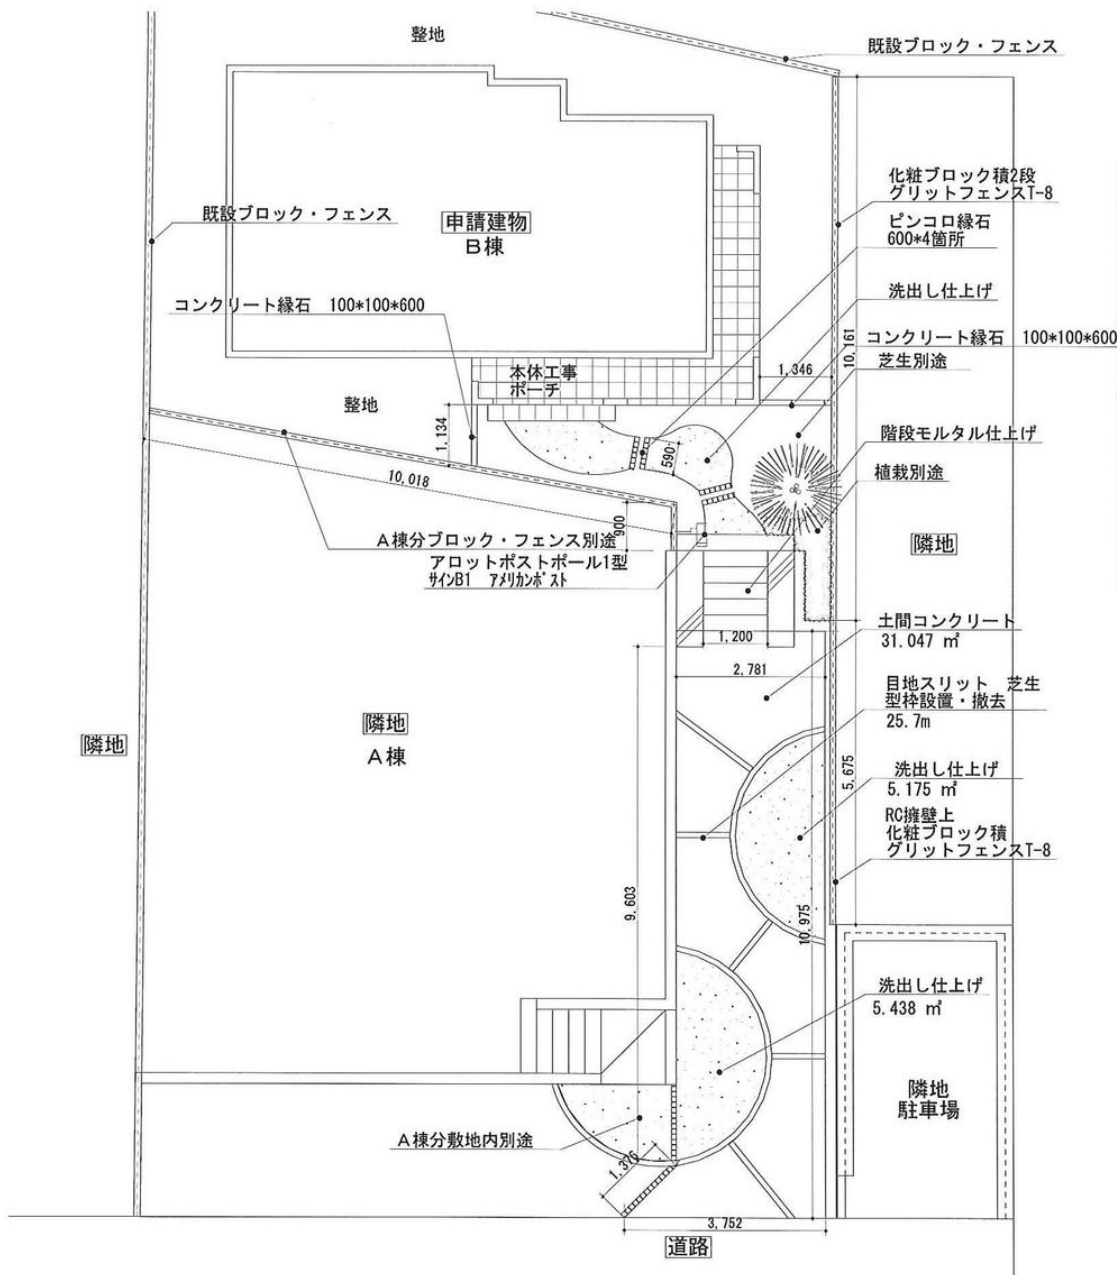 整地
既設ブロック・フェンス
化粧ブロック積2段
グリットフェンスT-8
既設ブロック・フェンス
申請建物
B棟
ピンコロ縁石
600*4箇所
コンクリート縁石 100*100*600
洗出し仕上げ
コンクリート縁石 100*100*600
10,161
芝生別途
1,346
本体工事
ポーチ
整地
1,134
590
階段モルタル仕上げ
植栽別途
10,018
900
A棟分ブロック・フェンス別途
アロットポストポール1型
サインB1 アメリカンポスト
隣地
土間コンクリート
31.047 ㎡
1,200
2,781
目地スリット 芝生
型枠設置・撤去
25.7m
隣地
隣地
A棟
洗出し仕上げ
5.175 ㎡
5,675
RC擁壁上
化粧ブロック積
グリットフェンスT-8
9,603
10,975
洗出し仕上げ
5.438 ㎡
隣地
駐車場
A棟分敷地内別途
1,376
3,752
道路